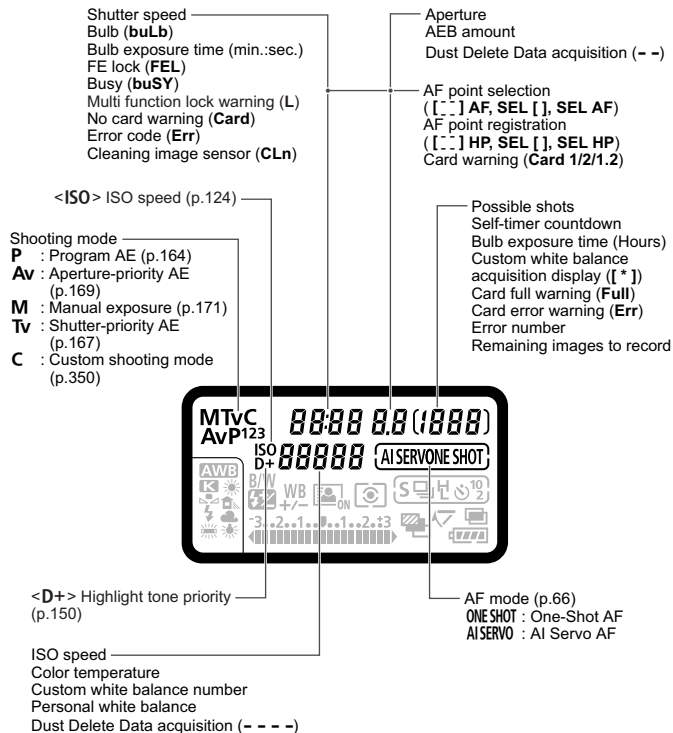 Shutter speed
Bulb (buLb)
Bulb exposure time (min.:sec.)
FE lock (FEL)
Busy (buSY)
Multi function lock warning (L)
No card warning (Card)
Error code (Err)
Cleaning image sensor (CLn)
Aperture
AEB amount
Dust Delete Data acquisition (- -)
AF point selection
( [ ] AF, SEL [ ], SEL AF)
AF point registration
( [ ] HP, SEL [ ], SEL HP)
Card warning (Card 1/2/1.2)
<ISO> ISO speed (p.124)
Possible shots
Self-timer countdown
Bulb exposure time (Hours)
Custom white balance
acquisition display ([ * ])
Card full warning (Full)
Card error warning (Err)
Error number
Remaining images to record
Shooting mode
P : Program AE (p.164)
Av : Aperture-priority AE
(p.169)
M : Manual exposure (p.171)
Tv : Shutter-priority AE
(p.167)
C : Custom shooting mode
(p.350)
MTvC 88:88 8.8 (1888)
AvP123
ISO
D+ 88888 AI SERVONE SHOT
AWB B/W
K WB +/- ON S H 10 2
-3..2..1..0..1..2.+3
<D+> Highlight tone priority
(p.150)
AF mode (p.66)
ONE SHOT : One-Shot AF
AI SERVO : AI Servo AF
ISO speed
Color temperature
Custom white balance number
Personal white balance
Dust Delete Data acquisition (- - - -)